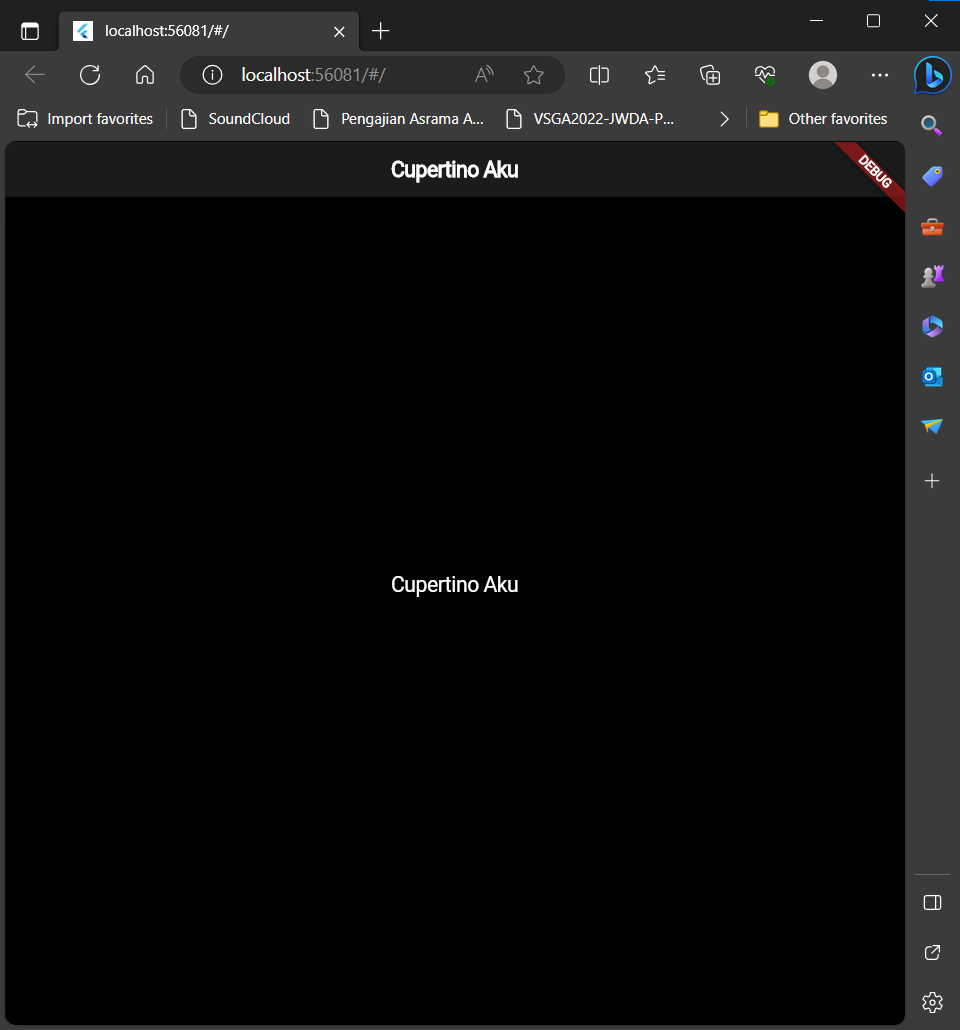 localhost:56081/#/
localhost:56081/#/
Import favorites
SoundCloud
Pengajian Asrama A...
VSGA2022-JWDA-P...
Other favorites
Cupertino Aku
DEBUG
Cupertino Aku